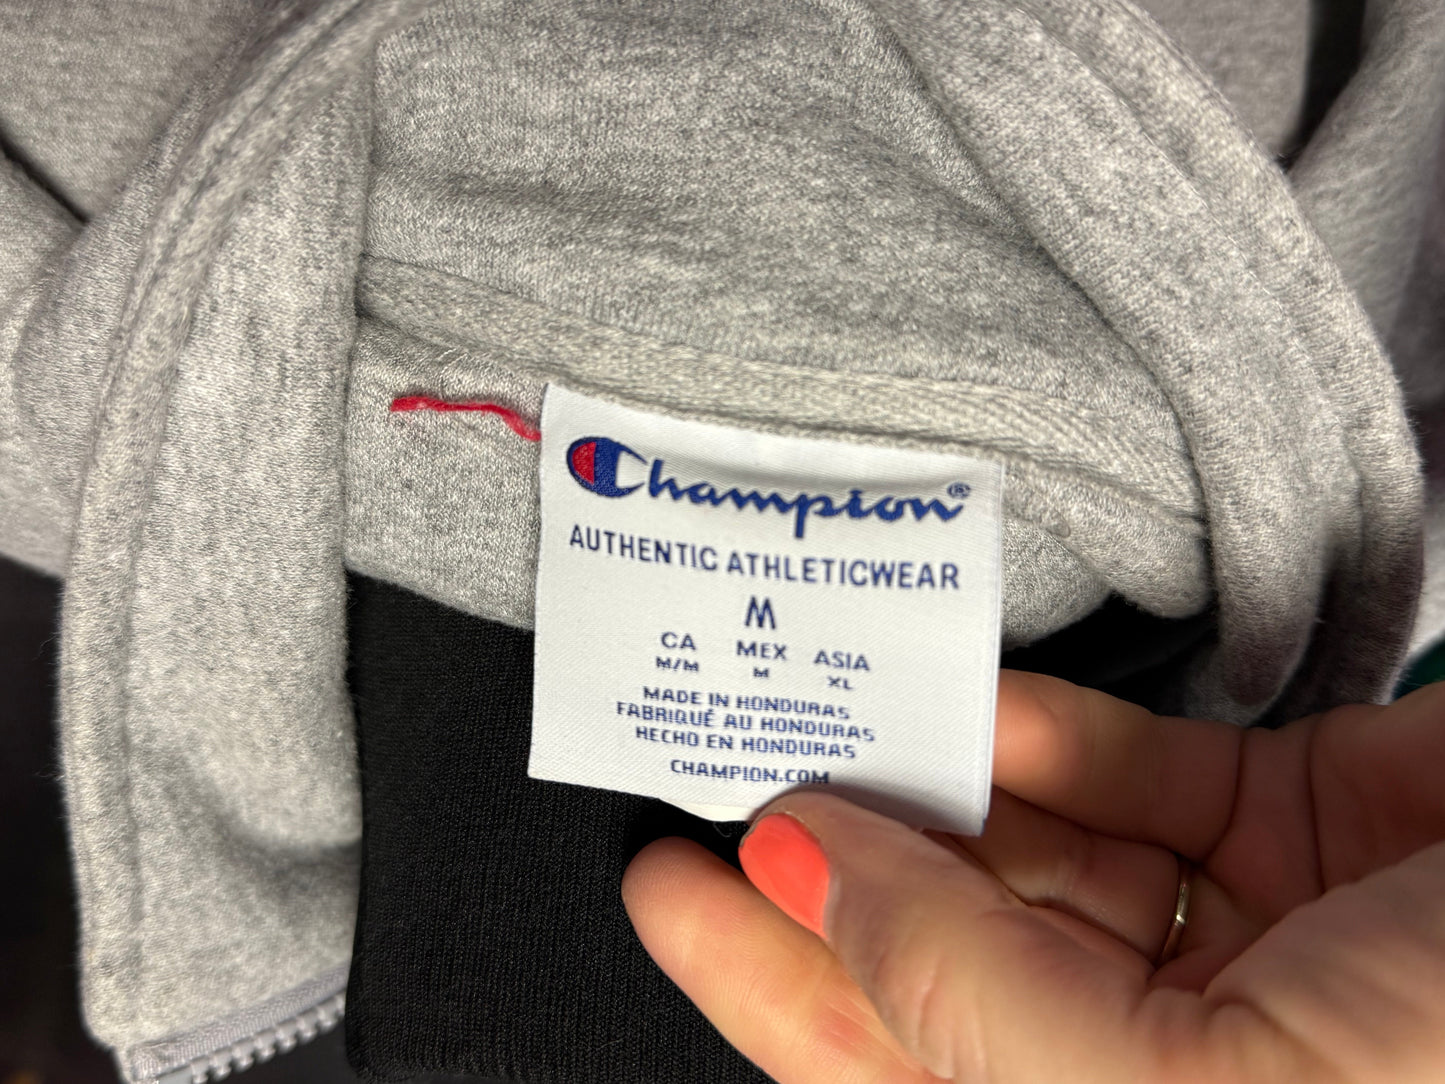 Champion®
AUTHENTIC ATHLETICWEAR
M
CA MEX ASIA
M/M M XL
MADE IN HONDURAS
FABRIQUÉ AU HONDURAS
HECHO EN HONDURAS
CHAMPION.COM